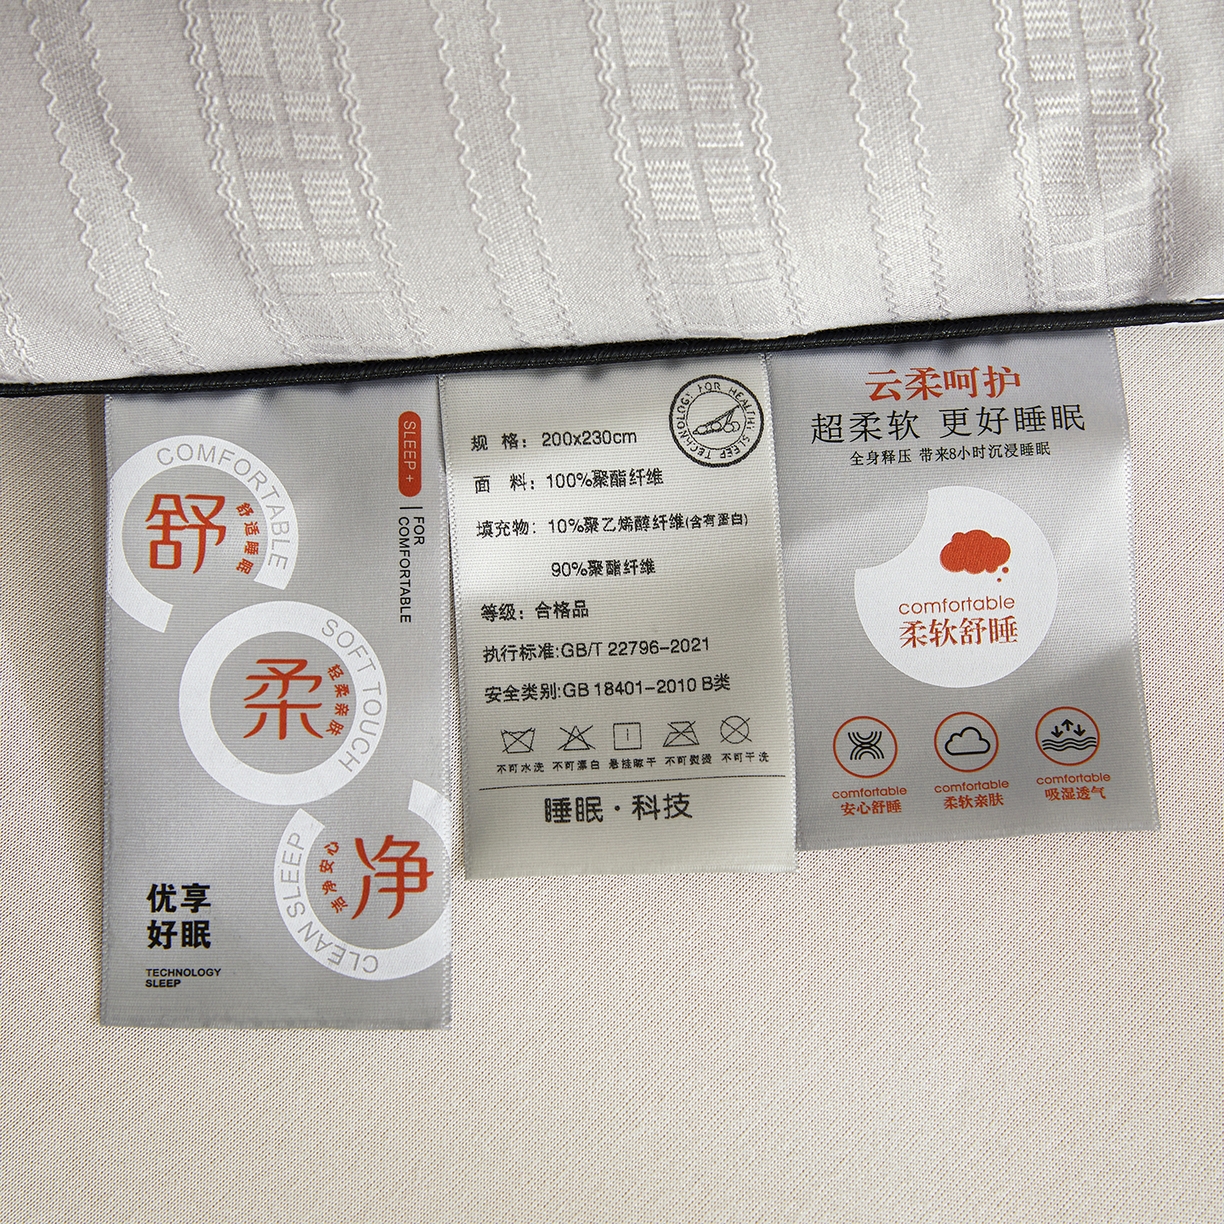 COMFORTABLE
舒
舒适睡眠
SLEEP +
FOR
COMFORTABLE
SOFT TOUCH
柔
轻柔亲肤
CLEAN SLEEP
净
洁净安心
优享
好眠
TECHNOLOGY
SLEEP
TECHNOLOGY FOR HEALTHI SLEEP
规 格：200x230cm
面 料：100%聚酯纤维
填充物：10%聚乙烯醇纤维(含有蛋白)
90%聚酯纤维
等级：合格品
执行标准:GB/T 22796-2021
安全类别:GB 18401-2010 B类
不可水洗 不可漂白 悬挂晾干 不可熨烫 不可干洗
睡眠·科技
云柔呵护
超柔软 更好睡眠
全身释压 带来8小时沉浸睡眠
comfortable
柔软舒睡
comfortable
安心舒睡
comfortable
柔软亲肤
comfortable
吸湿透气